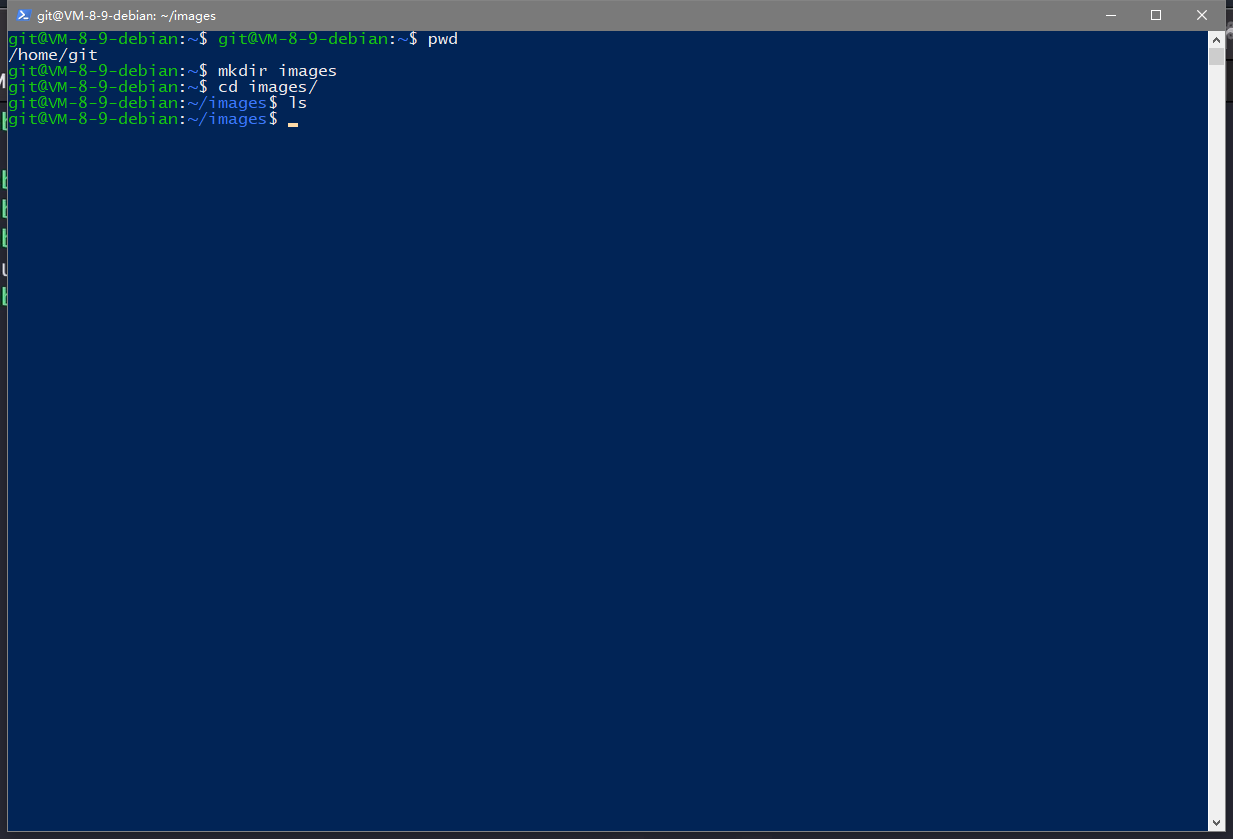 git@VM-8-9-debian: ~/images
git@VM-8-9-debian:~$ git@VM-8-9-debian:~$ pwd
/home/git
git@VM-8-9-debian:~$ mkdir images
git@VM-8-9-debian:~$ cd images/
git@VM-8-9-debian:~/images$ ls
git@VM-8-9-debian:~/images$